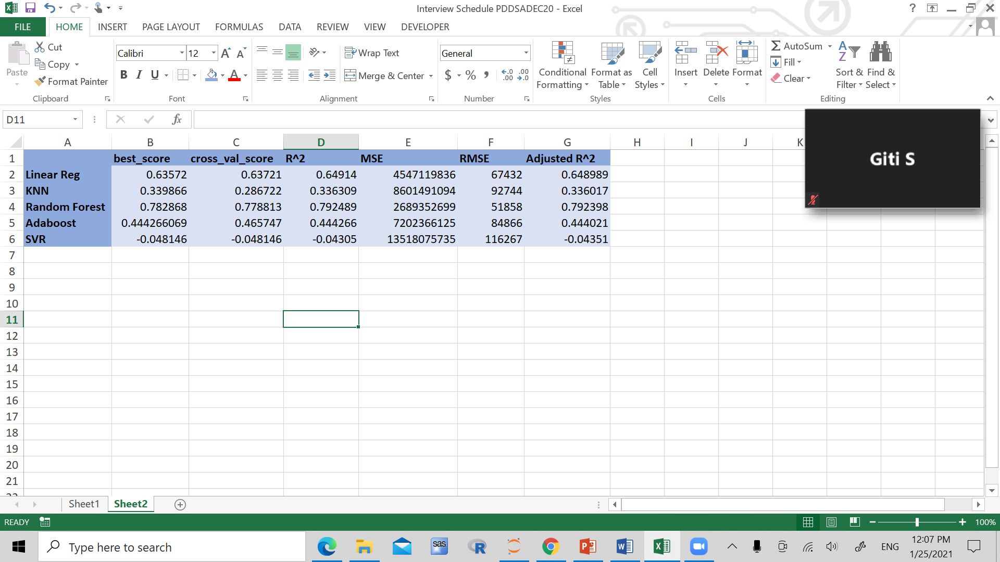 Interview Schedule PDDSADEC20 - Excel
FILE HOME INSERT PAGE LAYOUT FORMULAS DATA REVIEW VIEW DEVELOPER
Paste
Cut
Copy
Format Painter
Clipboard
Calibri 12
B I U
Font
Wrap Text
Merge & Center
Alignment
General
$ % ,
Number
Conditional Formatting
Format as Table
Cell Styles
Styles
Insert Delete Format
Cells
AutoSum
Fill
Clear
Sort & Filter
Find & Select
Editing
D11
fx
A B C D E F G H I J K
1 best_score cross_val_score R^2 MSE RMSE Adjusted R^2
2 Linear Reg 0.63572 0.63721 0.64914 4547119836 67432 0.648989
3 KNN 0.339866 0.286722 0.336309 8601491094 92744 0.336017
4 Random Forest 0.782868 0.778813 0.792489 2689352699 51858 0.792398
5 Adaboost 0.444266069 0.465747 0.444266 7202366125 84866 0.444021
6 SVR -0.048146 -0.048146 -0.04305 13518075735 116267 -0.04351
7
8
9
10
11
12
13
14
15
16
17
18
19
20
21
Giti S
Sheet1 Sheet2
READY
100%
Type here to search
sas
ENG
12:07 PM
1/25/2021